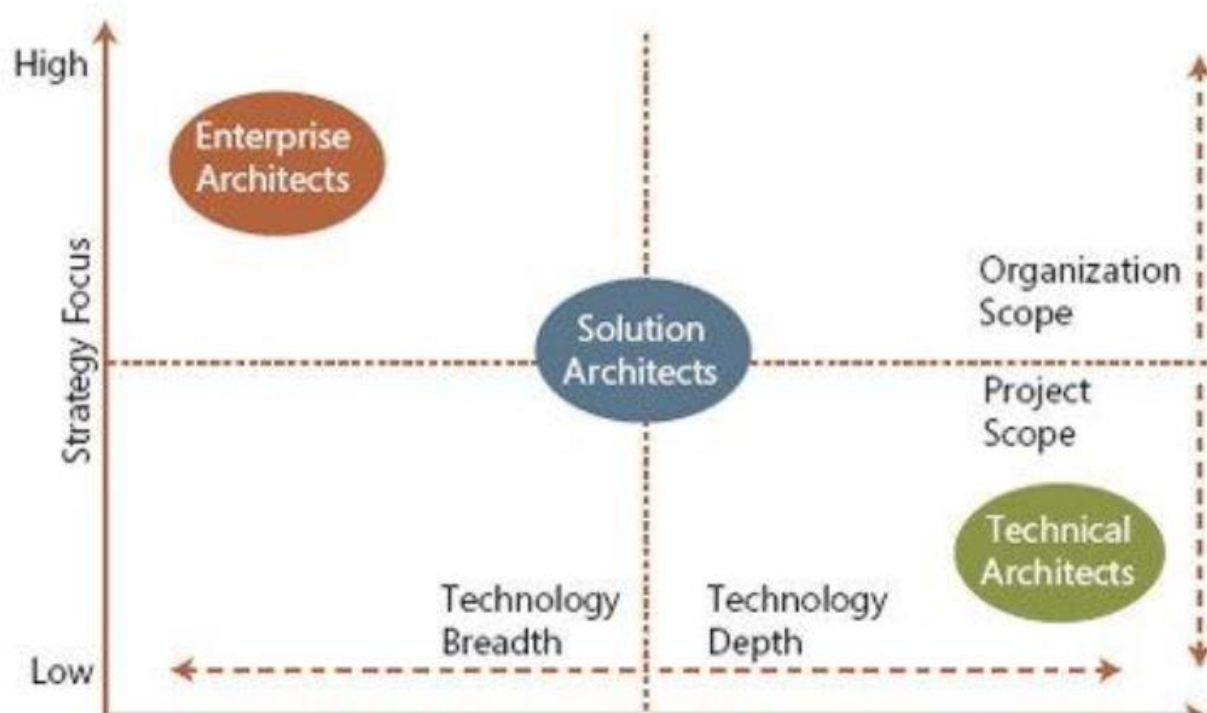 High
Enterprise
Architects
Strategy Focus
Organization
Scope
Solution
Architects
Project
Scope
Technical
Architects
Technology
Breadth
Technology
Depth
Low